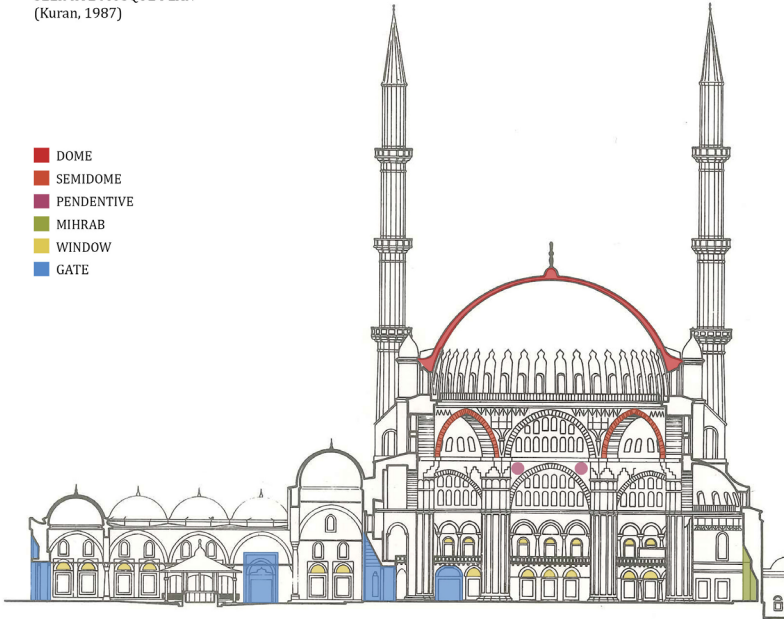 (Kuran, 1987)
DOME
SEMIDOME
PENDENTIVE
MIHRAB
WINDOW
GATE